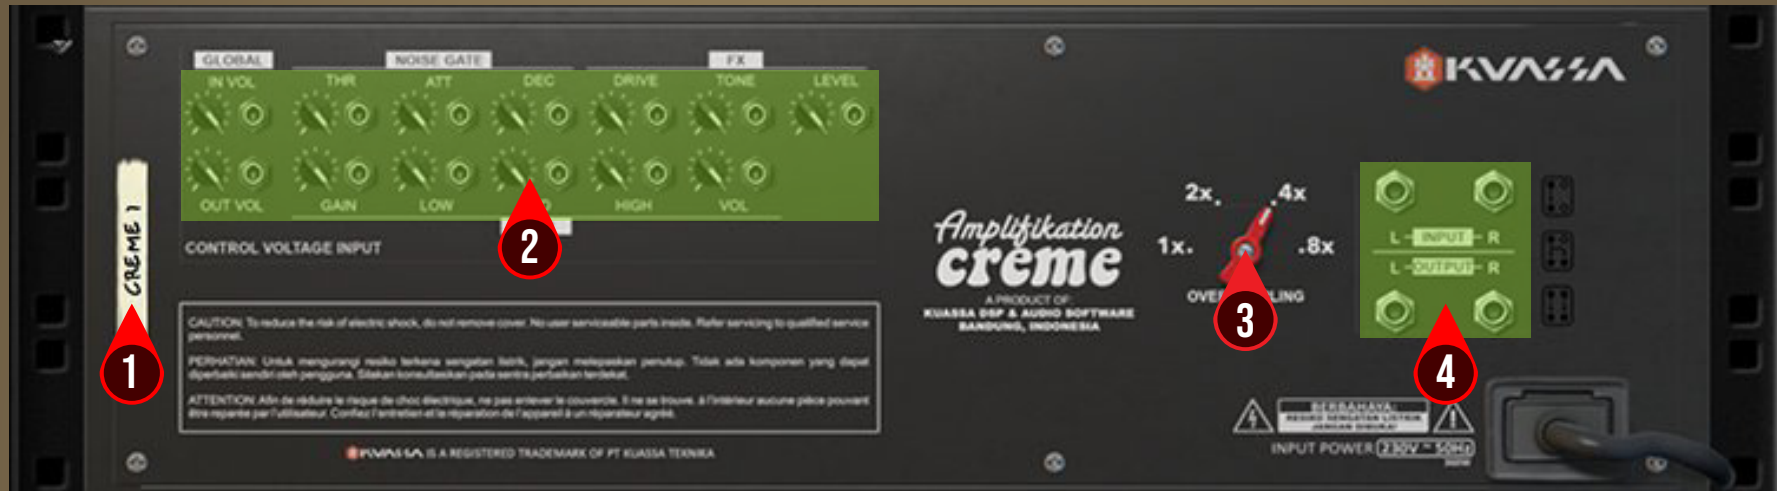 GLOBAL
NOISE GATE
FX
IN VOL
THR
ATT
DEC
DRIVE
TONE
LEVEL
OUT VOL
GAIN
LOW
HIGH
VOL
CONTROL VOLTAGE INPUT
CREME 1
1
2
CAUTION: To reduce the risk of electric shock, do not remove cover. No user serviceable parts inside. Refer servicing to qualified service
personnel.
PERHATIAN: Untuk mengurangi resiko terkena sengatan listrik, jangan melepaskan penutup. Tidak ada komponen yang dapat
diperbaiki sendiri oleh pengguna. Silakan konsultasikan pada sentra perbaikan terdekat.
ATTENTION: Afin de réduire le risque de choc électrique, ne pas enlever le couvercle. Il ne se trouve. à l'intérieur aucune pièce pouvant
être reparée par l'utilisateur. Confiez l'entretien et la réparation de l'appareil à un réparateur agréé.
KVASSA IS A REGISTERED TRADEMARK OF PT KUASSA TEKNIKA
Amplifikation
creme
A PRODUCT OF:
KUASSA DSP & AUDIO SOFTWARE
BANDUNG, INDONESIA
1x
2x
4x
8x
3
KVASSA
L INPUT R
L OUTPUT R
4
BERBAHAYA:
RESIKO SENGATAN LISTRIK
JANGAN DIBUKA!
INPUT POWER 230V ~ 50Hz